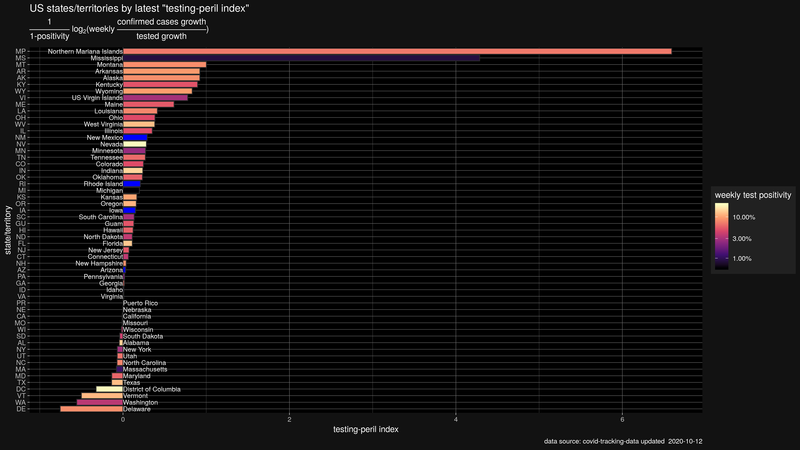 US states/territories by latest "testing-peril index"
1
1-positivity
log2(weekly confirmed cases growth
tested growth)
MP Northern Mariana Islands
MS Mississippi
MT Montana
AR Arkansas
AK Alaska
KY Kentucky
WY Wyoming
VI US Virgin Islands
ME Maine
LA Louisiana
OH Ohio
WV West Virginia
IL Illinois
NM New Mexico
NV Nevada
MN Minnesota
TN Tennessee
CO Colorado
IN Indiana
OK Oklahoma
RI Rhode Island
MI Michigan
KS Kansas
OR Oregon
IA Iowa
SC South Carolina
GU Guam
HI Hawaii
ND North Dakota
FL Florida
NJ New Jersey
CT Connecticut
NH New Hampshire
AZ Arizona
PA Pennsylvania
GA Georgia
ID Idaho
VA Virginia
PR Puerto Rico
NE Nebraska
CA California
MO Missouri
WI Wisconsin
SD South Dakota
AL Alabama
NY New York
UT Utah
NC North Carolina
MA Massachusetts
MD Maryland
TX Texas
DC District of Columbia
VT Vermont
WA Washington
DE Delaware
state/territory
0 2 4 6
testing-peril index
weekly test positivity
10.00%
3.00%
1.00%
data source: covid-tracking-data updated 2020-10-12